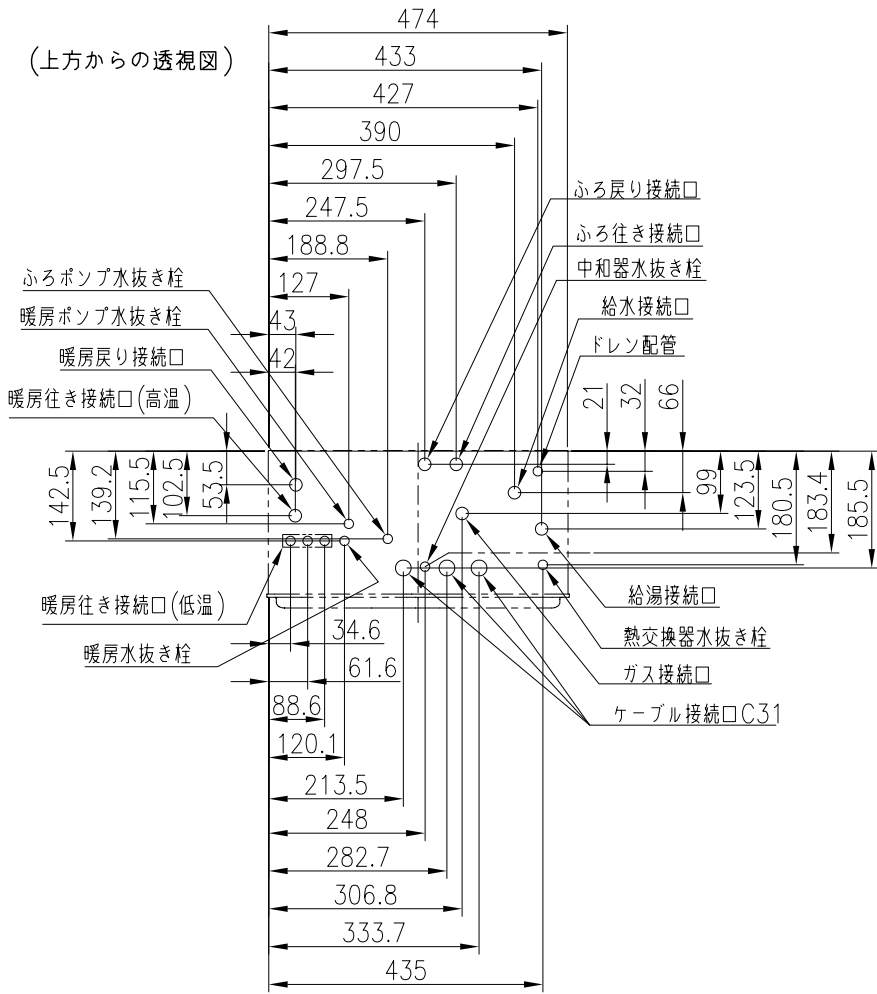 474
(上方からの透視図)
433
427
390
297.5
ふろ戻り接続口
247.5
ふろ往き接続口
188.8
中和器水抜き栓
ふろポンプ水抜き栓
127
給水接続口
暖房ポンプ水抜き栓
43
ドレン配管
暖房戻り接続口
42
暖房往き接続口(高温)
21
32
66
142.5
139.2
115.5
102.5
53.5
99
123.5
180.5
183.4
185.5
暖房往き接続口(低温)
給湯接続口
34.6
熱交換器水抜き栓
暖房水抜き栓
61.6
ガス接続口
88.6
ケーブル接続口C31
120.1
213.5
248
282.7
306.8
333.7
435